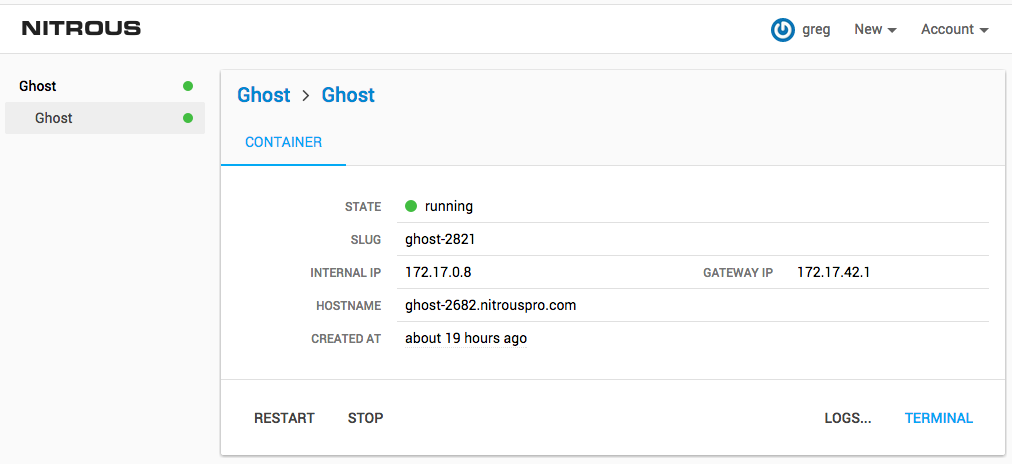 NITROUS
greg New Account
Ghost
Ghost
Ghost > Ghost
CONTAINER
STATE running
SLUG ghost-2821
INTERNAL IP 172.17.0.8 GATEWAY IP 172.17.42.1
HOSTNAME ghost-2682.nitrouspro.com
CREATED AT about 19 hours ago
RESTART STOP LOGS... TERMINAL